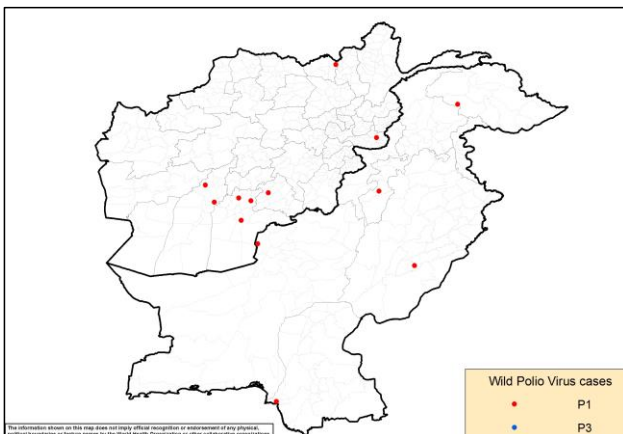 Wild Polio Virus cases
P1
P3
The information shown on this map does not imply official recognition or endorsement of any physical,